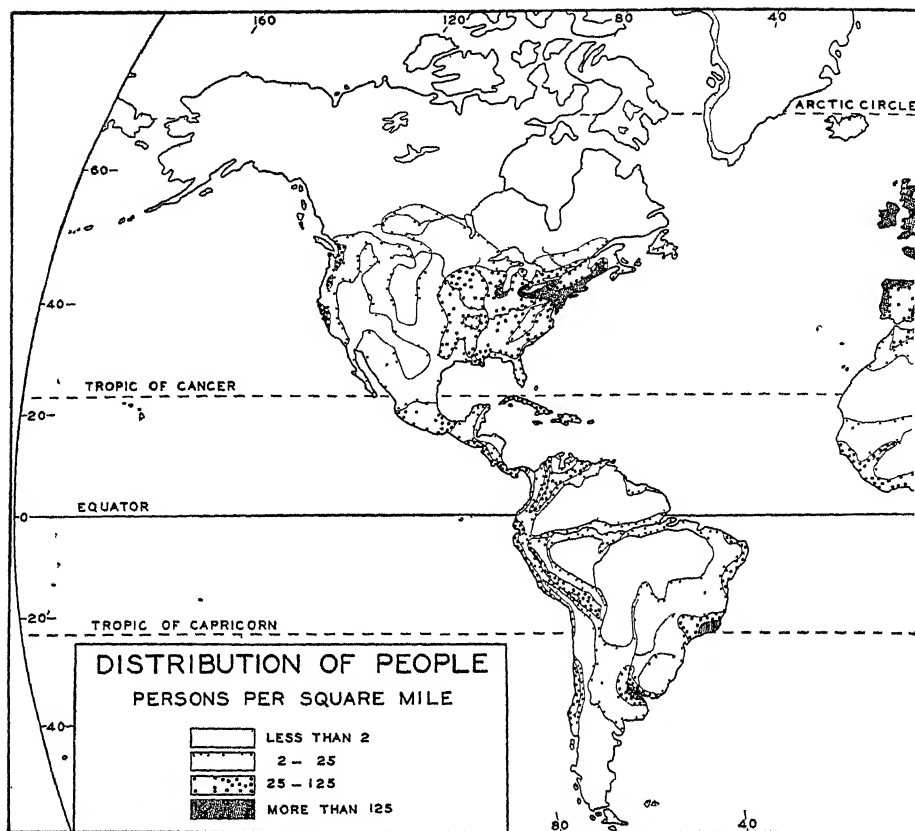 160 120 80 40 0
ARCTIC CIRCLE
60
40
TROPIC OF CANCER
20
EQUATOR
0
20
TROPIC OF CAPRICORN
DISTRIBUTION OF PEOPLE
PERSONS PER SQUARE MILE
LESS THAN 2
40
2 – 25
25 – 125
MORE THAN 125
80 40